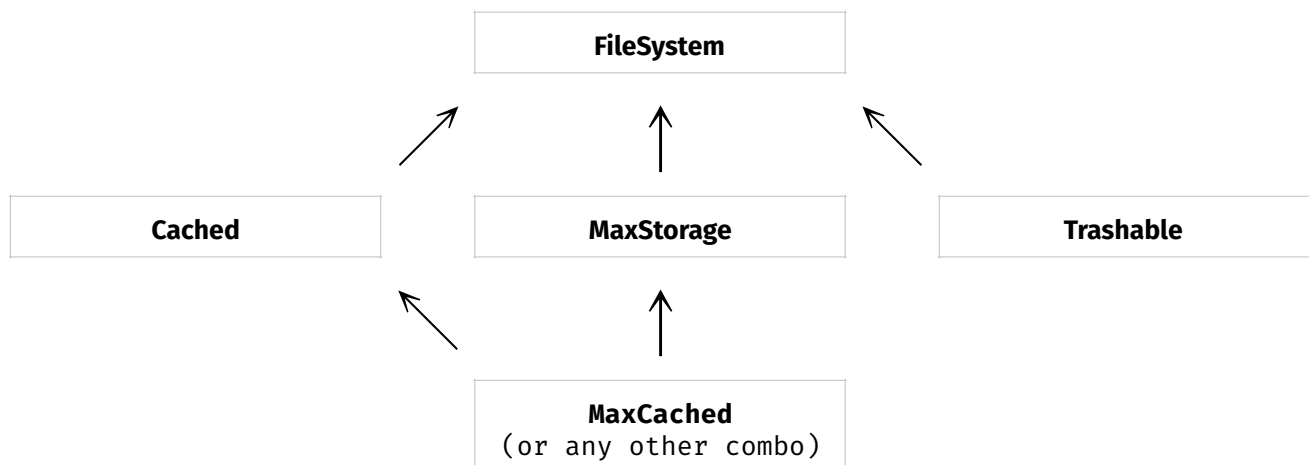 FileSystem
Cached
MaxStorage
Trashable
MaxCached
(or any other combo)